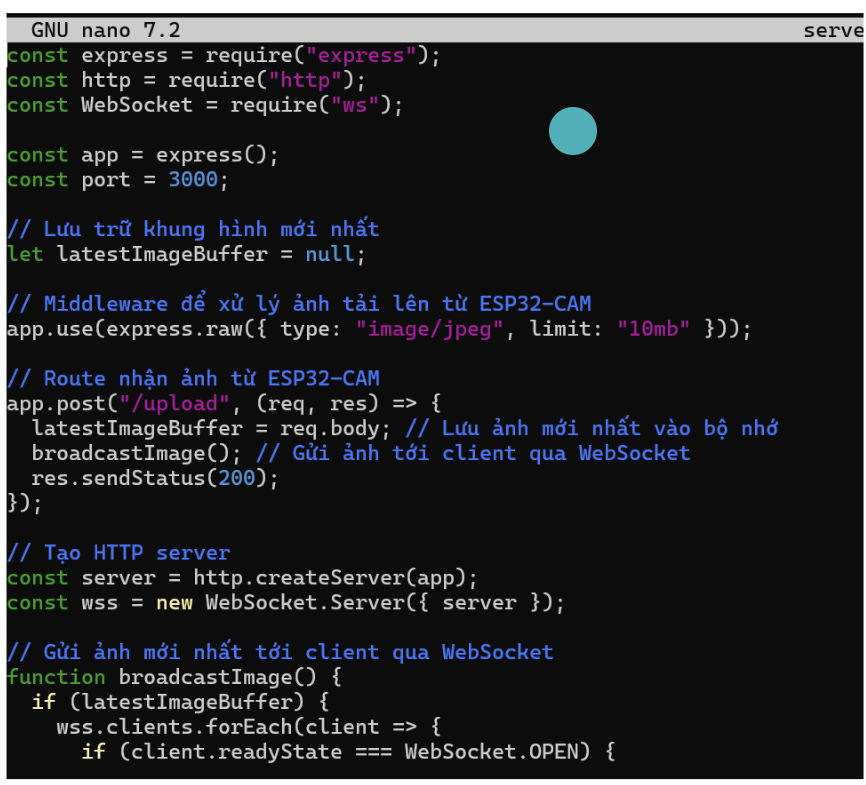 GNU nano 7.2 serve
const express = require("express");
const http = require("http");
const WebSocket = require("ws");
const app = express();
const port = 3000;
// Lưu trữ khung hình mới nhất
let latestImageBuffer = null;
// Middleware để xử lý ảnh tải lên từ ESP32-CAM
app.use(express.raw({ type: "image/jpeg", limit: "10mb" }));
// Route nhận ảnh từ ESP32-CAM
app.post("/upload", (req, res) => {
  latestImageBuffer = req.body; // Lưu ảnh mới nhất vào bộ nhớ
  broadcastImage(); // Gửi ảnh tới client qua WebSocket
  res.sendStatus(200);
});
// Tạo HTTP server
const server = http.createServer(app);
const wss = new WebSocket.Server({ server });
// Gửi ảnh mới nhất tới client qua WebSocket
function broadcastImage() {
  if (latestImageBuffer) {
    wss.clients.forEach(client => {
      if (client.readyState === WebSocket.OPEN) {